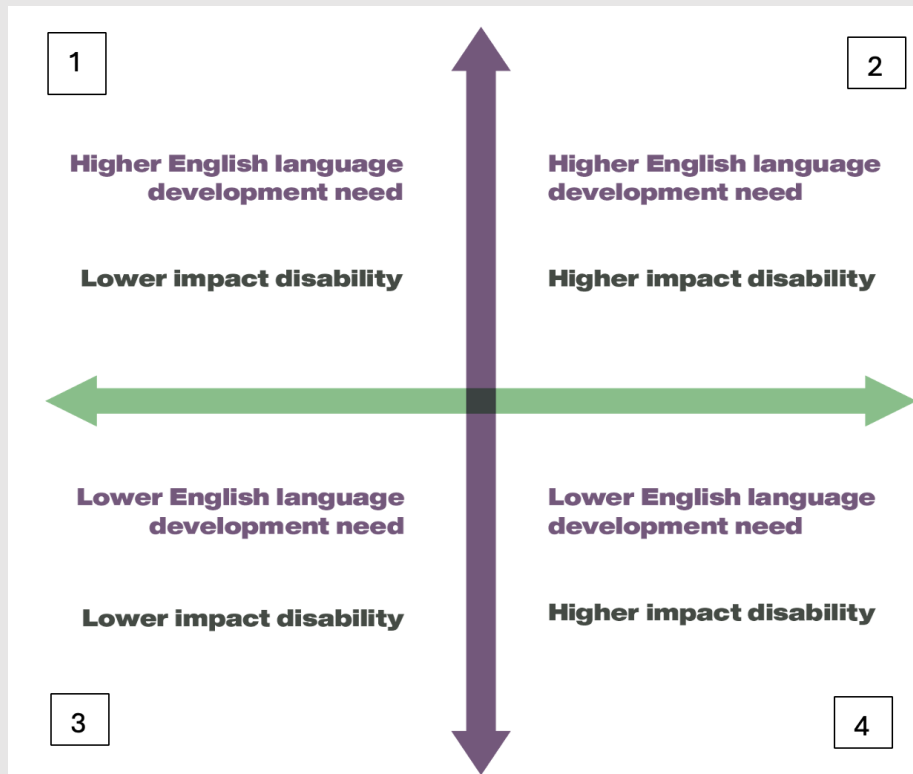 1
2
Higher English language
development need
Higher English language
development need
Lower impact disability
Higher impact disability
Lower English language
development need
Lower English language
development need
Lower impact disability
Higher impact disability
3
4